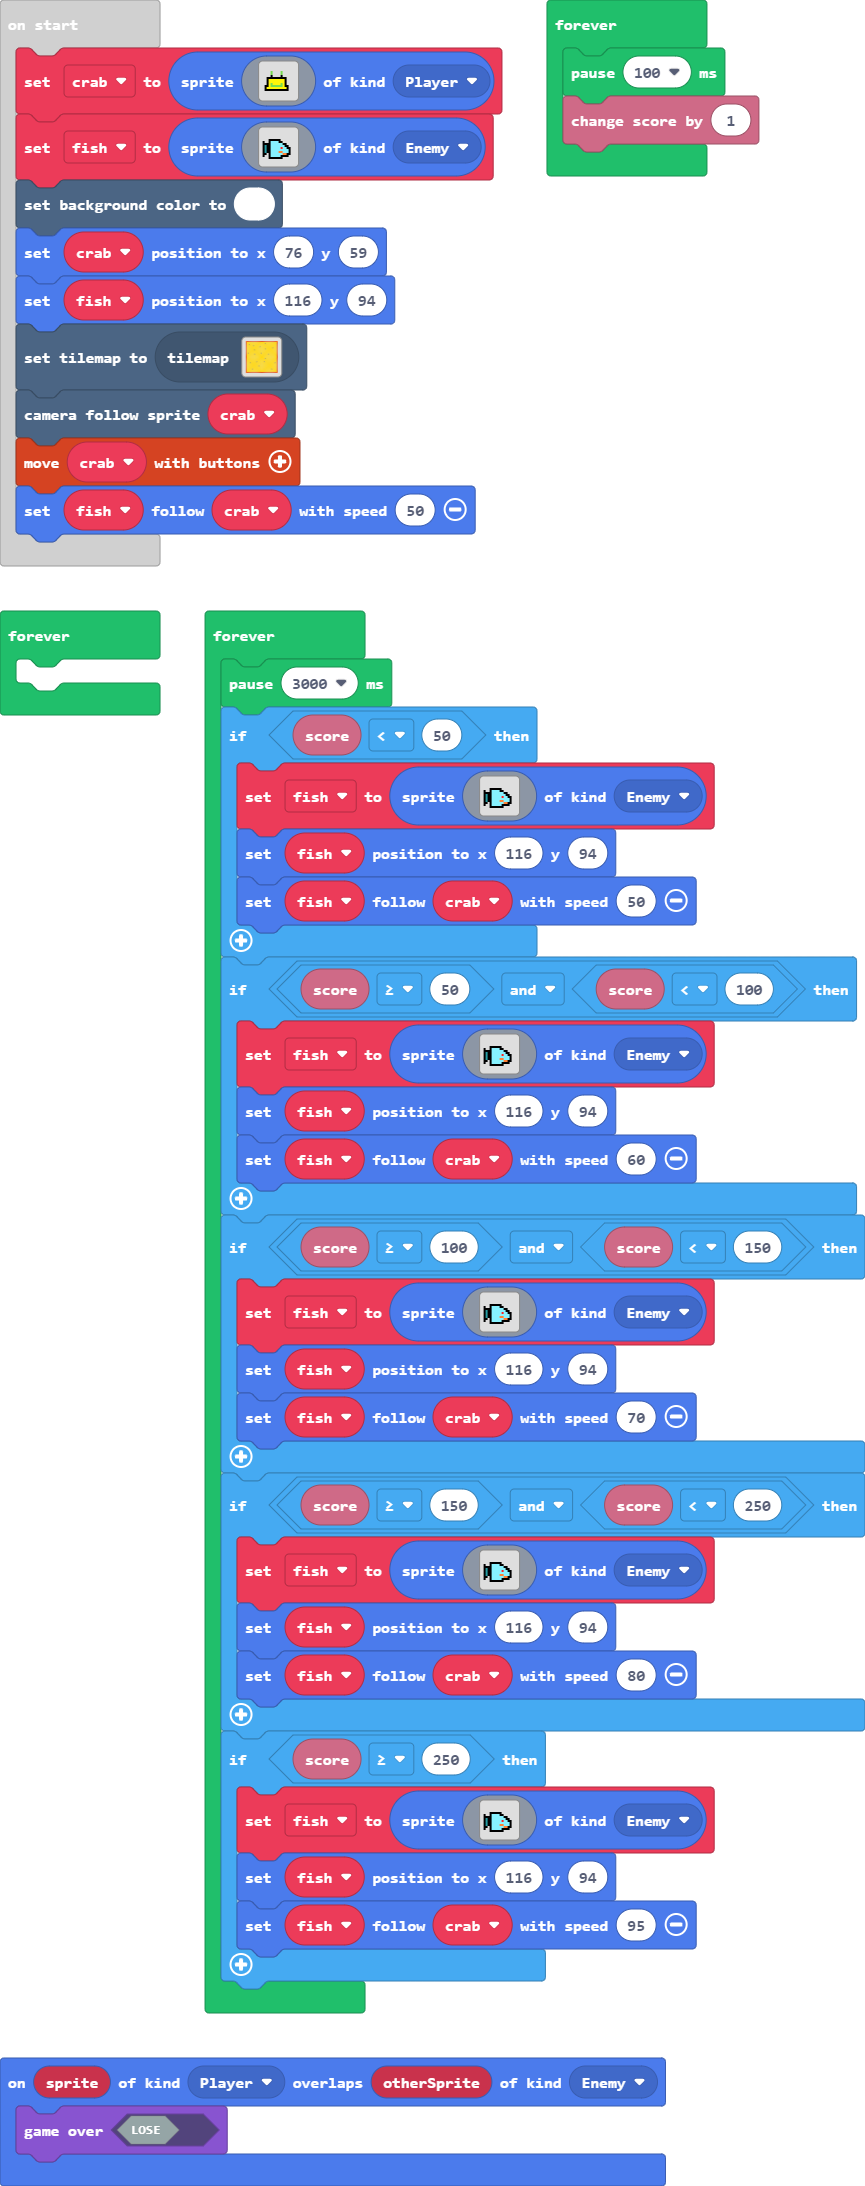 on start
set crab to sprite of kind Player
set fish to sprite of kind Enemy
set background color to
set crab position to x 76 y 59
set fish position to x 116 y 94
set tilemap to tilemap
camera follow sprite crab
move crab with buttons
set fish follow crab with speed 50
forever
pause 100 ms
change score by 1
forever
forever
pause 3000 ms
if score < 50 then
set fish to sprite of kind Enemy
set fish position to x 116 y 94
set fish follow crab with speed 50
if score ≥ 50 and score < 100 then
set fish to sprite of kind Enemy
set fish position to x 116 y 94
set fish follow crab with speed 60
if score ≥ 100 and score < 150 then
set fish to sprite of kind Enemy
set fish position to x 116 y 94
set fish follow crab with speed 70
if score ≥ 150 and score < 250 then
set fish to sprite of kind Enemy
set fish position to x 116 y 94
set fish follow crab with speed 80
if score ≥ 250 then
set fish to sprite of kind Enemy
set fish position to x 116 y 94
set fish follow crab with speed 95
on sprite of kind Player overlaps otherSprite of kind Enemy
game over LOSE